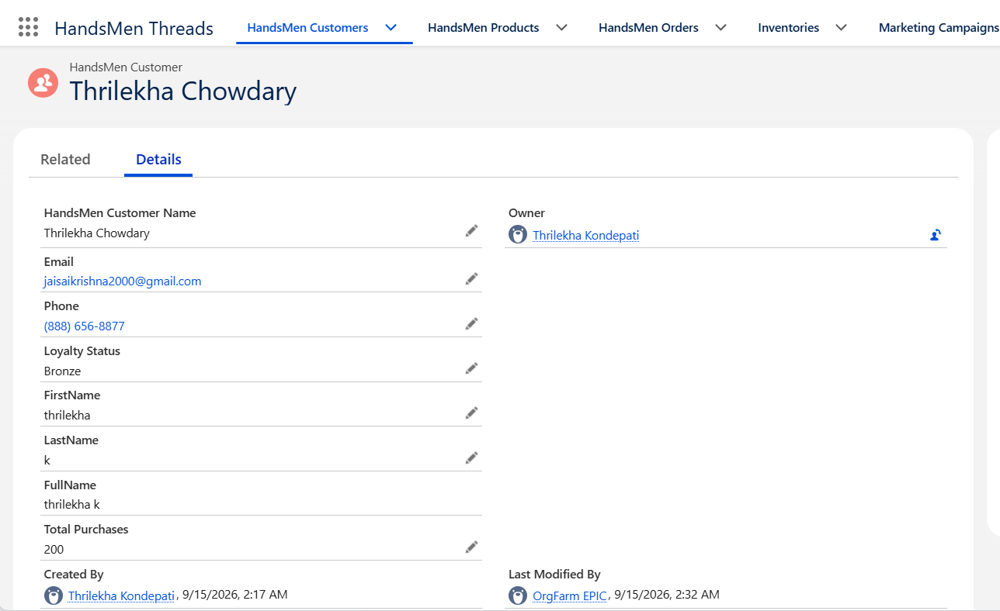 HandsMen Threads
HandsMen Customers
HandsMen Products
HandsMen Orders
Inventories
Marketing Campaigns
HandsMen Customer
Thrilekha Chowdary
Related
Details
HandsMen Customer Name
Thrilekha Chowdary
Owner
Thrilekha Kondepati
Email
jaisaikrishna2000@gmail.com
Phone
(888) 656-8877
Loyalty Status
Bronze
FirstName
thrilekha
LastName
k
FullName
thrilekha k
Total Purchases
200
Created By
Thrilekha Kondepati, 9/15/2026, 2:17 AM
Last Modified By
OrgFarm EPIC, 9/15/2026, 2:32 AM